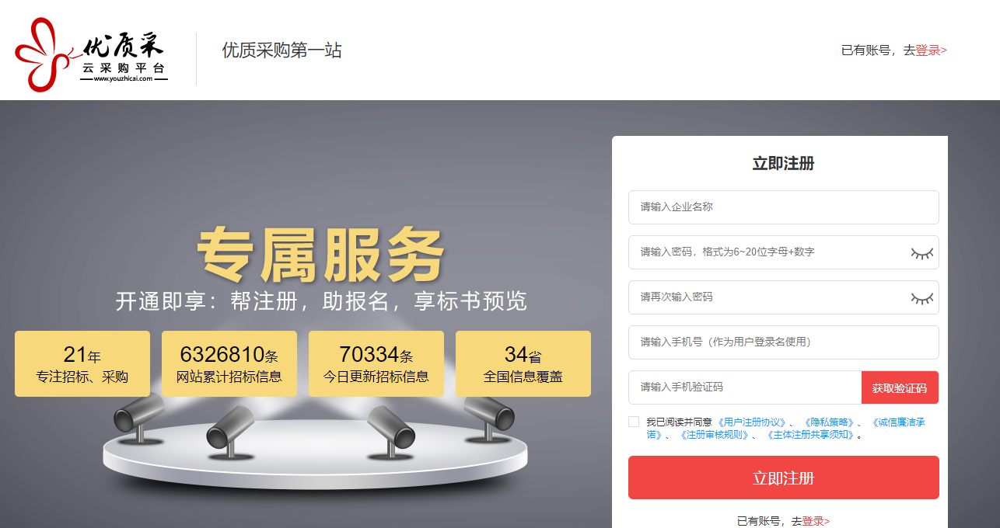 优质采
云采购平台
www.youzhicai.com
优质采购第一站
已有账号，去登录>
专属服务
开通即享：帮注册，助报名，享标书预览
21年
专注招标、采购
6326810条
网站累计招标信息
70334条
今日更新招标信息
34省
全国信息覆盖
立即注册
请输入企业名称
请输入密码，格式为6~20位字母+数字
请再次输入密码
请输入手机号（作为用户登录名使用）
请输入手机验证码
获取验证码
我已阅读并同意《用户注册协议》、《隐私策略》、《诚信廉洁承
诺》、《注册审核规则》、《主体注册共享须知》。
立即注册
已有账号，去登录>